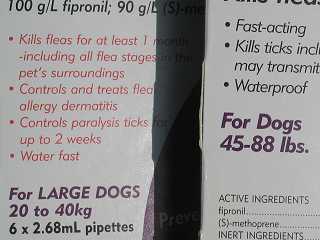 100 g/L fipronil; 90 g/L (S)-meth
• Kills fleas for at least 1 month
-including all flea stages in the
pet's surroundings
• Controls and treats flea
allergy dermatitis
• Controls paralysis ticks for
up to 2 weeks
• Water fast
For LARGE DOGS
20 to 40kg
6 x 2.68mL pipettes
Preve
• Fast-acting
• Kills ticks inclu
may transmit
• Waterproof
For Dogs
45-88 lbs.
ACTIVE INGREDIENTS
fipronil
(S)-methoprene
INERT INGREDIENTS